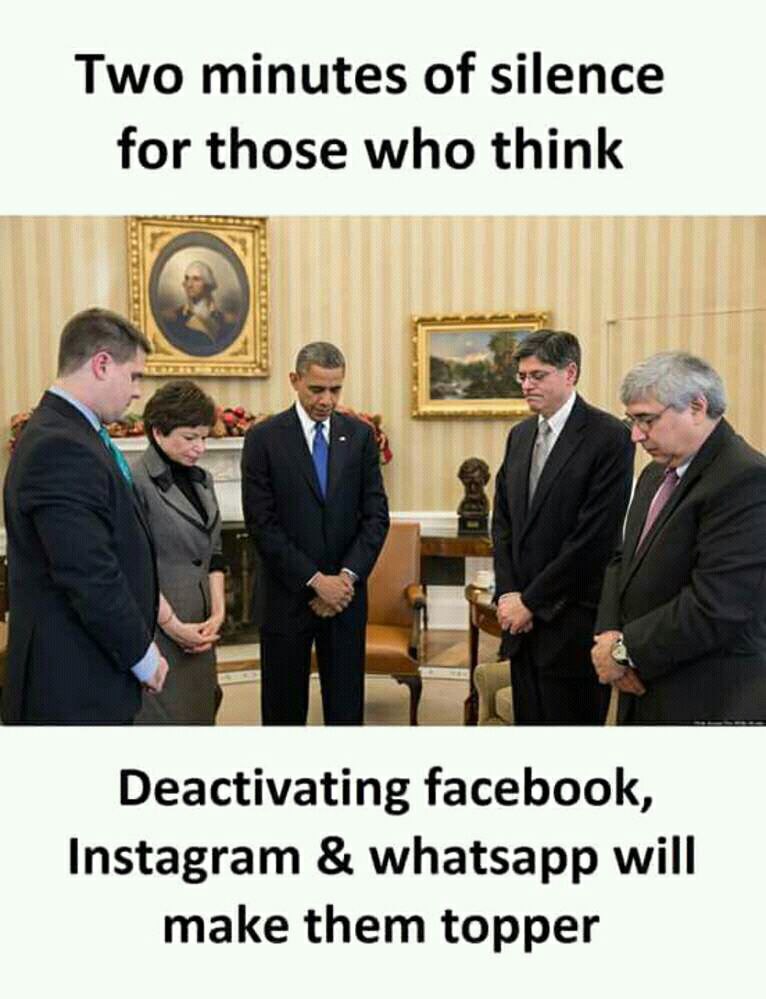 Two minutes of silence
for those who think
Deactivating facebook,
Instagram & whatsapp will
make them topper